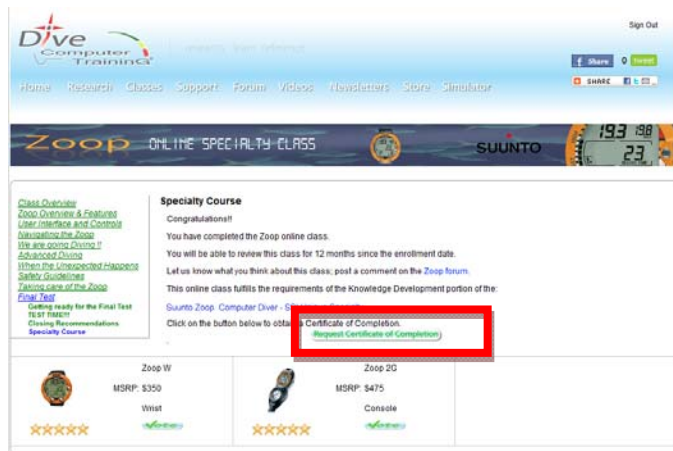 Dive
Computer
Training
Sign Out
Share 0 tweet
SHARE
Home Research Classes Support Forum Videos Newsletters Store Simulator
Zoop ONLINE SPECIALTY CLASS SUUNTO 193 198
23
Class Overview
Zoop Overview & Features
User Interface and Controls
Navigating the Zoop
We are going Diving !!
Advanced Diving
When the Unexpected Happens
Safety Guidelines
Taking care of the Zoop
Final Test
Getting ready for the Final Test
TEST TIME!!!
Closing Recommendations
Specialty Course
Specialty Course
Congratulations!!
You have completed the Zoop online class.
You will be able to review this class for 12 months since the enrollment date.
Let us know what you think about this class; post a comment on the Zoop forum.
This online class fulfills the requirements of the Knowledge Development portion of the:
Suunto Zoop Computer Diver -
Click on the button below to obtain a Certificate of Completion.
Request Certificate of Completion
Zoop W
MSRP: $350
Wrist
Vote
Zoop 2G
MSRP: $475
Console
Vote